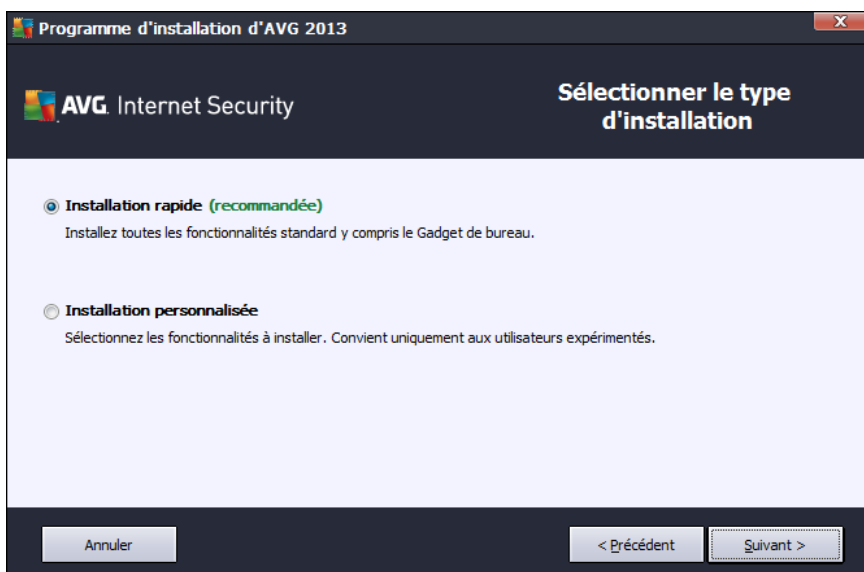 Programme d'installation d'AVG 2013
X
AVG. Internet Security
Sélectionner le type
d'installation
Installation rapide (recommandée)
Installez toutes les fonctionnalités standard y compris le Gadget de bureau.
Installation personnalisée
Sélectionnez les fonctionnalités à installer. Convient uniquement aux utilisateurs expérimentés.
Annuler
< Précédent
Suivant >